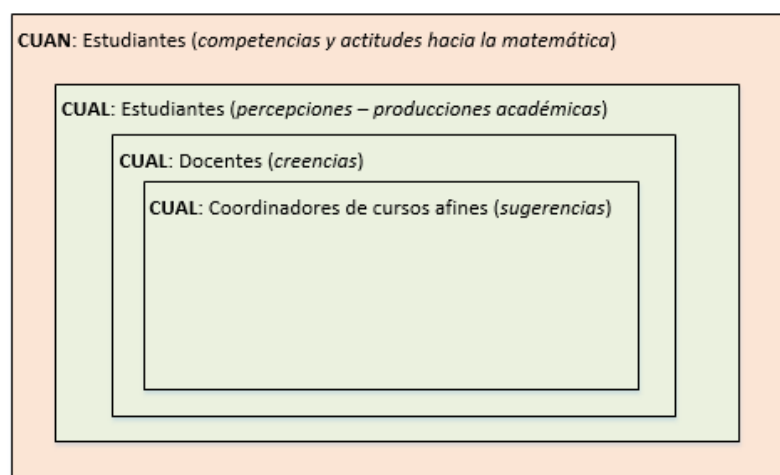 CUAN: Estudiantes (competencias y actitudes hacia la matemática)
CUAL: Estudiantes (percepciones – producciones académicas)
CUAL: Docentes (creencias)
CUAL: Coordinadores de cursos afines (sugerencias)